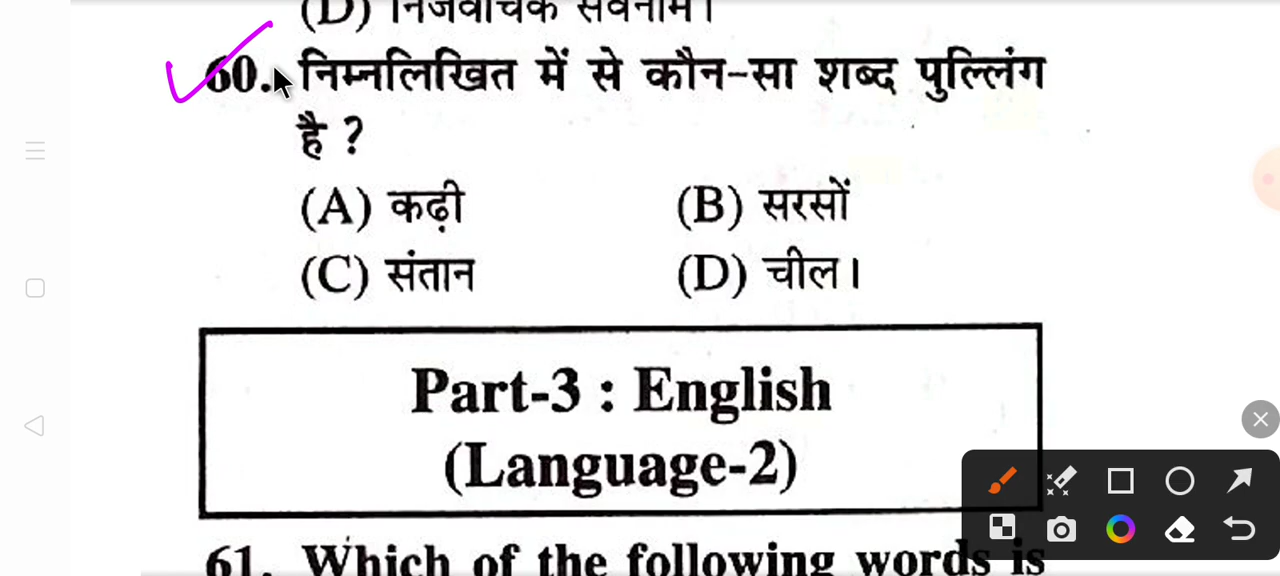 (D) निजवाचक सर्वनाम।
60. निम्नलिखित में से कौन-सा शब्द पुल्लिंग
है ?
(A) कढ़ी (B) सरसों
(C) संतान (D) चील।
Part-3 : English
(Language-2)
61. Which of the following words is